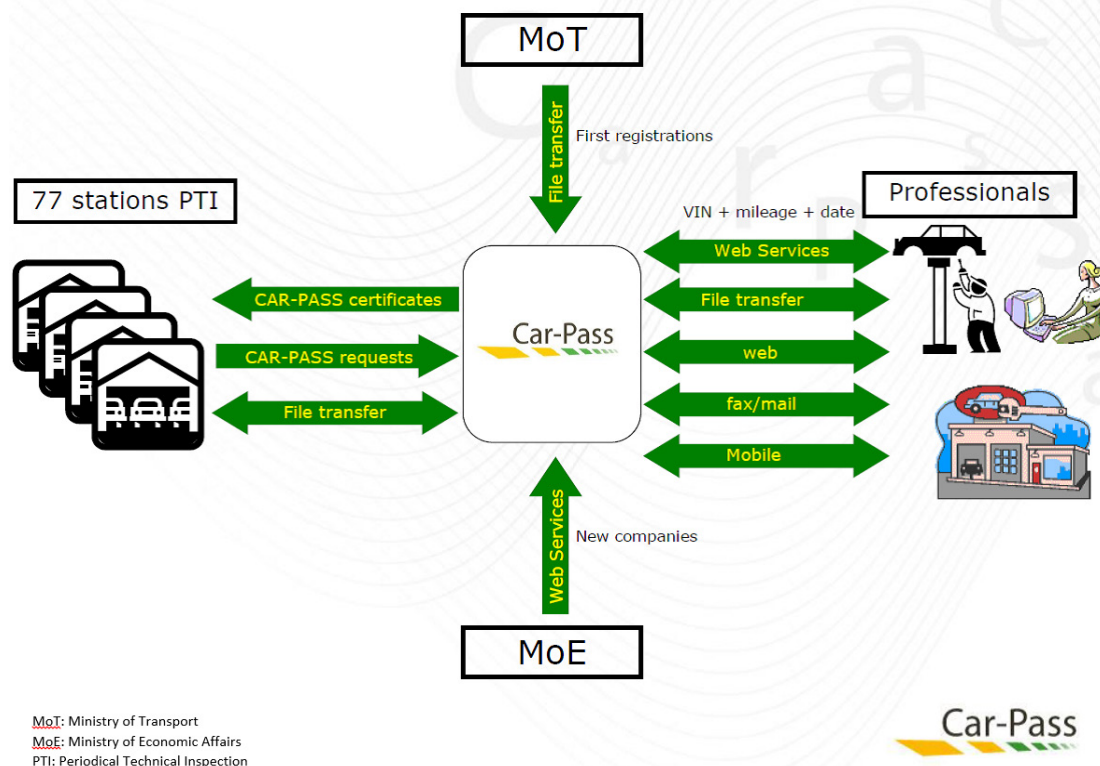 MoT
File transfer
First registrations
77 stations PTI
Professionals
VIN + mileage + date
Web Services
CAR-PASS certificates
File transfer
Car-Pass
CAR-PASS requests
web
File transfer
fax/mail
Mobile
Web Services
New companies
MoE
MoT: Ministry of Transport
MoE: Ministry of Economic Affairs
PTI: Periodical Technical Inspection
Car-Pass